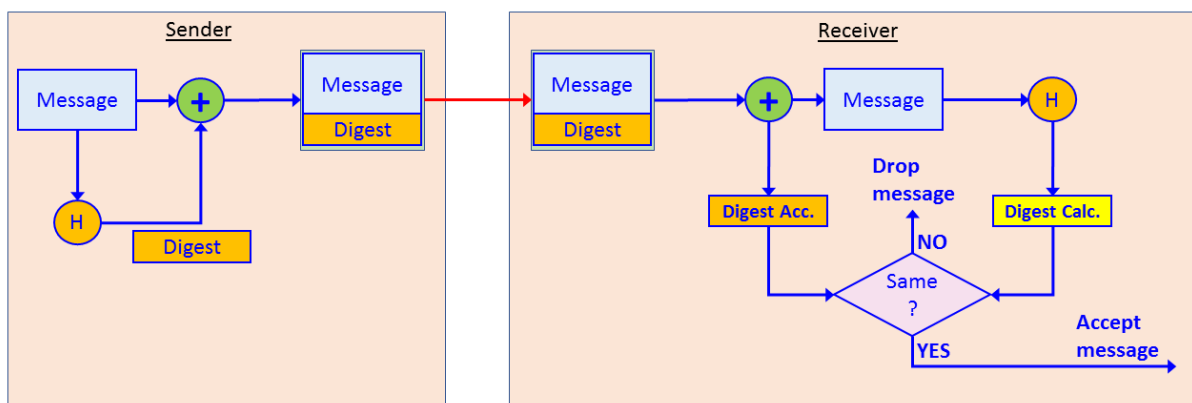 Sender
Message
+
Message
Digest
H
Digest
Receiver
Message
Digest
+
Message
H
Drop
message
Digest Acc.
Digest Calc.
NO
Same
?
YES
Accept
message